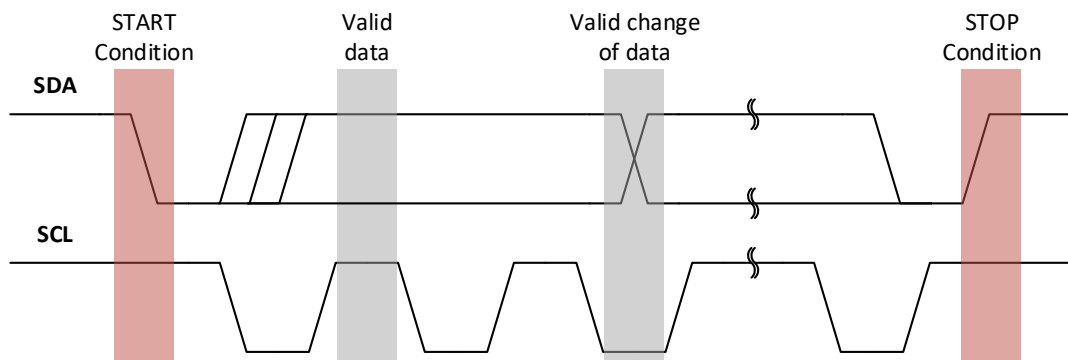 START
Condition
Valid
data
Valid change
of data
STOP
Condition
SDA
SCL